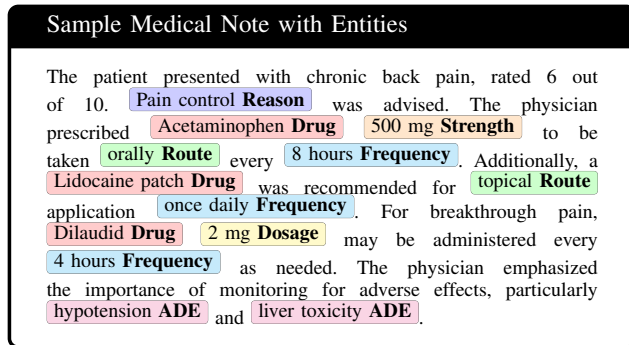 Sample Medical Note with Entities
The patient presented with chronic back pain, rated 6 out
of 10. Pain control Reason was advised. The physician
prescribed Acetaminophen Drug 500 mg Strength to be
taken orally Route every 8 hours Frequency. Additionally, a
Lidocaine patch Drug was recommended for topical Route
application once daily Frequency. For breakthrough pain,
Dilaudid Drug 2 mg Dosage may be administered every
4 hours Frequency as needed. The physician emphasized
the importance of monitoring for adverse effects, particularly
hypotension ADE and liver toxicity ADE.